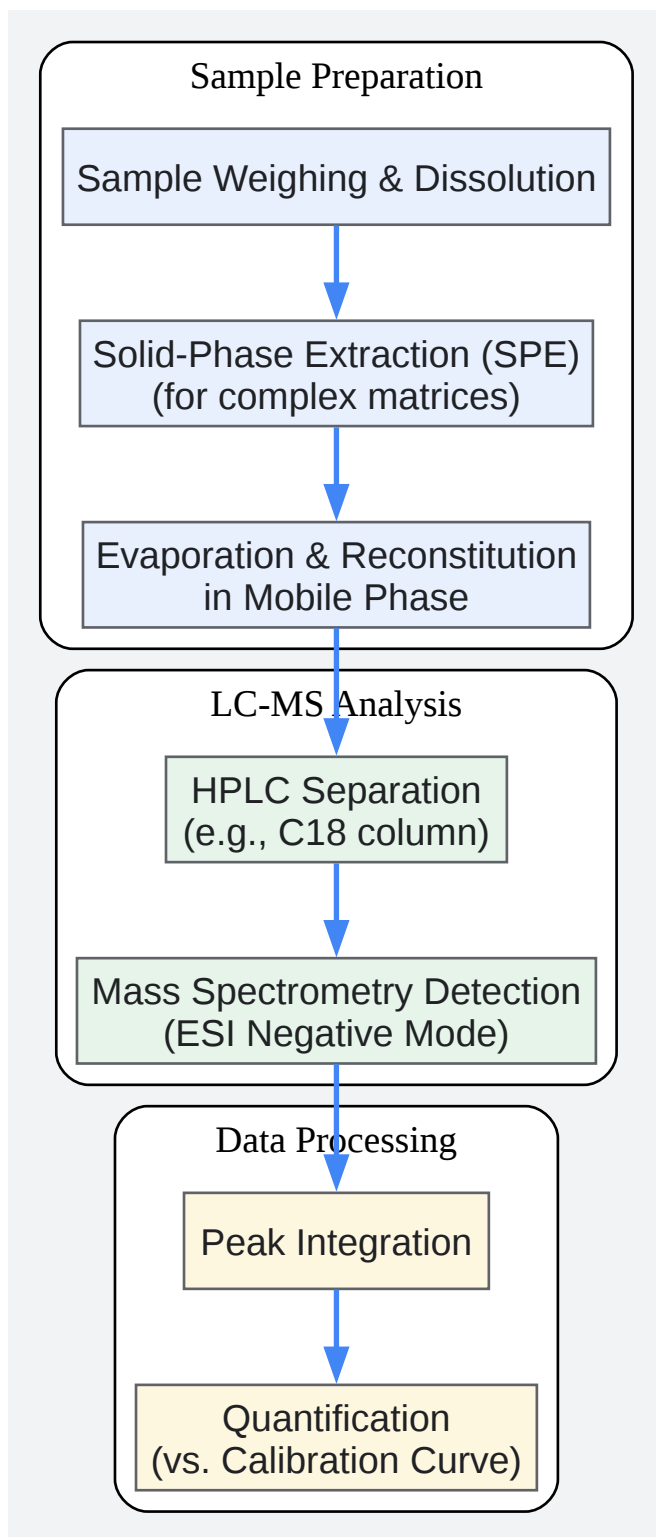 Sample Preparation
Sample Weighing & Dissolution
Solid-Phase Extraction (SPE)
(for complex matrices)
Evaporation & Reconstitution
in Mobile Phase
LC-MS Analysis
HPLC Separation
(e.g., C18 column)
Mass Spectrometry Detection
(ESI Negative Mode)
Data Processing
Peak Integration
Quantification
(vs. Calibration Curve)